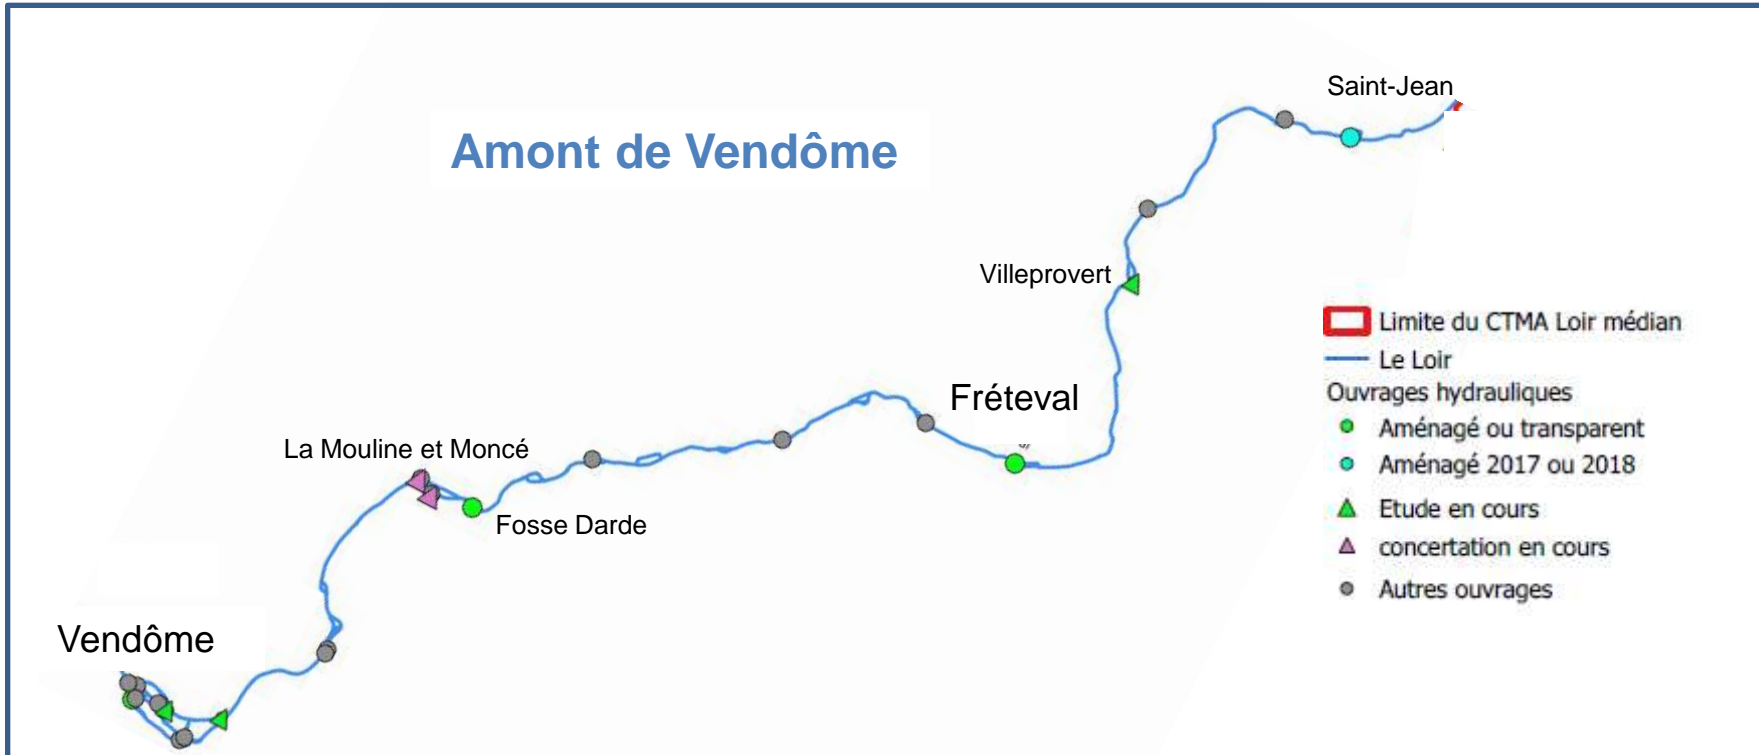 Saint-Jean
Amont de Vendôme
Villeprovert
Limite du CTMA Loir médian
Le Loir
Ouvrages hydrauliques
Aménagé ou transparent
Aménagé 2017 ou 2018
Etude en cours
concertation en cours
Autres ouvrages
Fréteval
La Mouline et Moncé
Fosse Darde
Vendôme